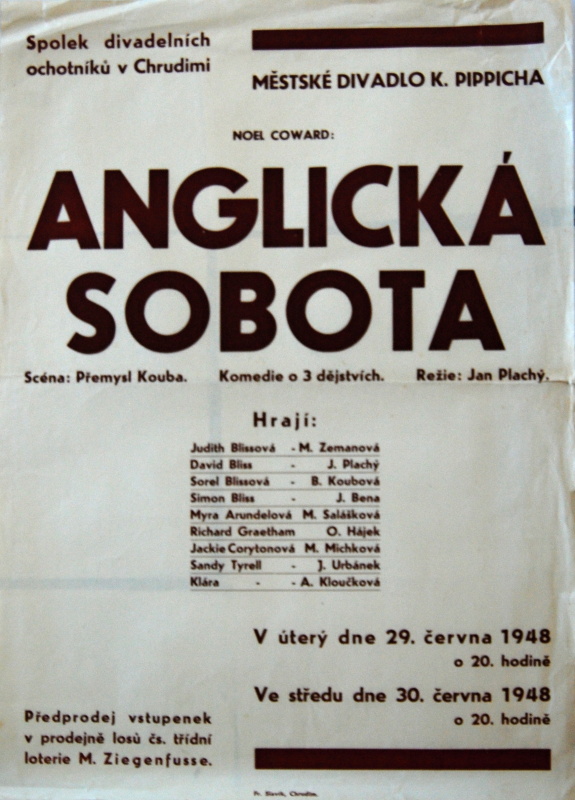 Spolek divadelních
ochotníků v Chrudimi
MĚSTSKÉ DIVADLO K. PIPPICHA
NOEL COWARD:
ANGLICKÁ
SOBOTA
Scéna: Přemysl Kouba. Komedie o 3 dějstvích. Režie: Jan Plachý.
Hrají:
Judith Blissová - M. Zemanová
David Bliss - J. Plachý
Sorel Blissová - B. Koubová
Simon Bliss - J. Bena
Myra Arundelová M. Salášková
Richard Graetham O. Hájek
Jackie Corytonová M. Michková
Sandy Tyrell - J. Urbánek
Klára - - A. Kloučková
V úterý dne 29. června 1948
o 20. hodině
Ve středu dne 30. června 1948
o 20. hodině
Předprodej vstupenek
v prodejně losů čs. třídní
loterie M. Ziegenfusse.
Fr. Slavík, Chrudim.